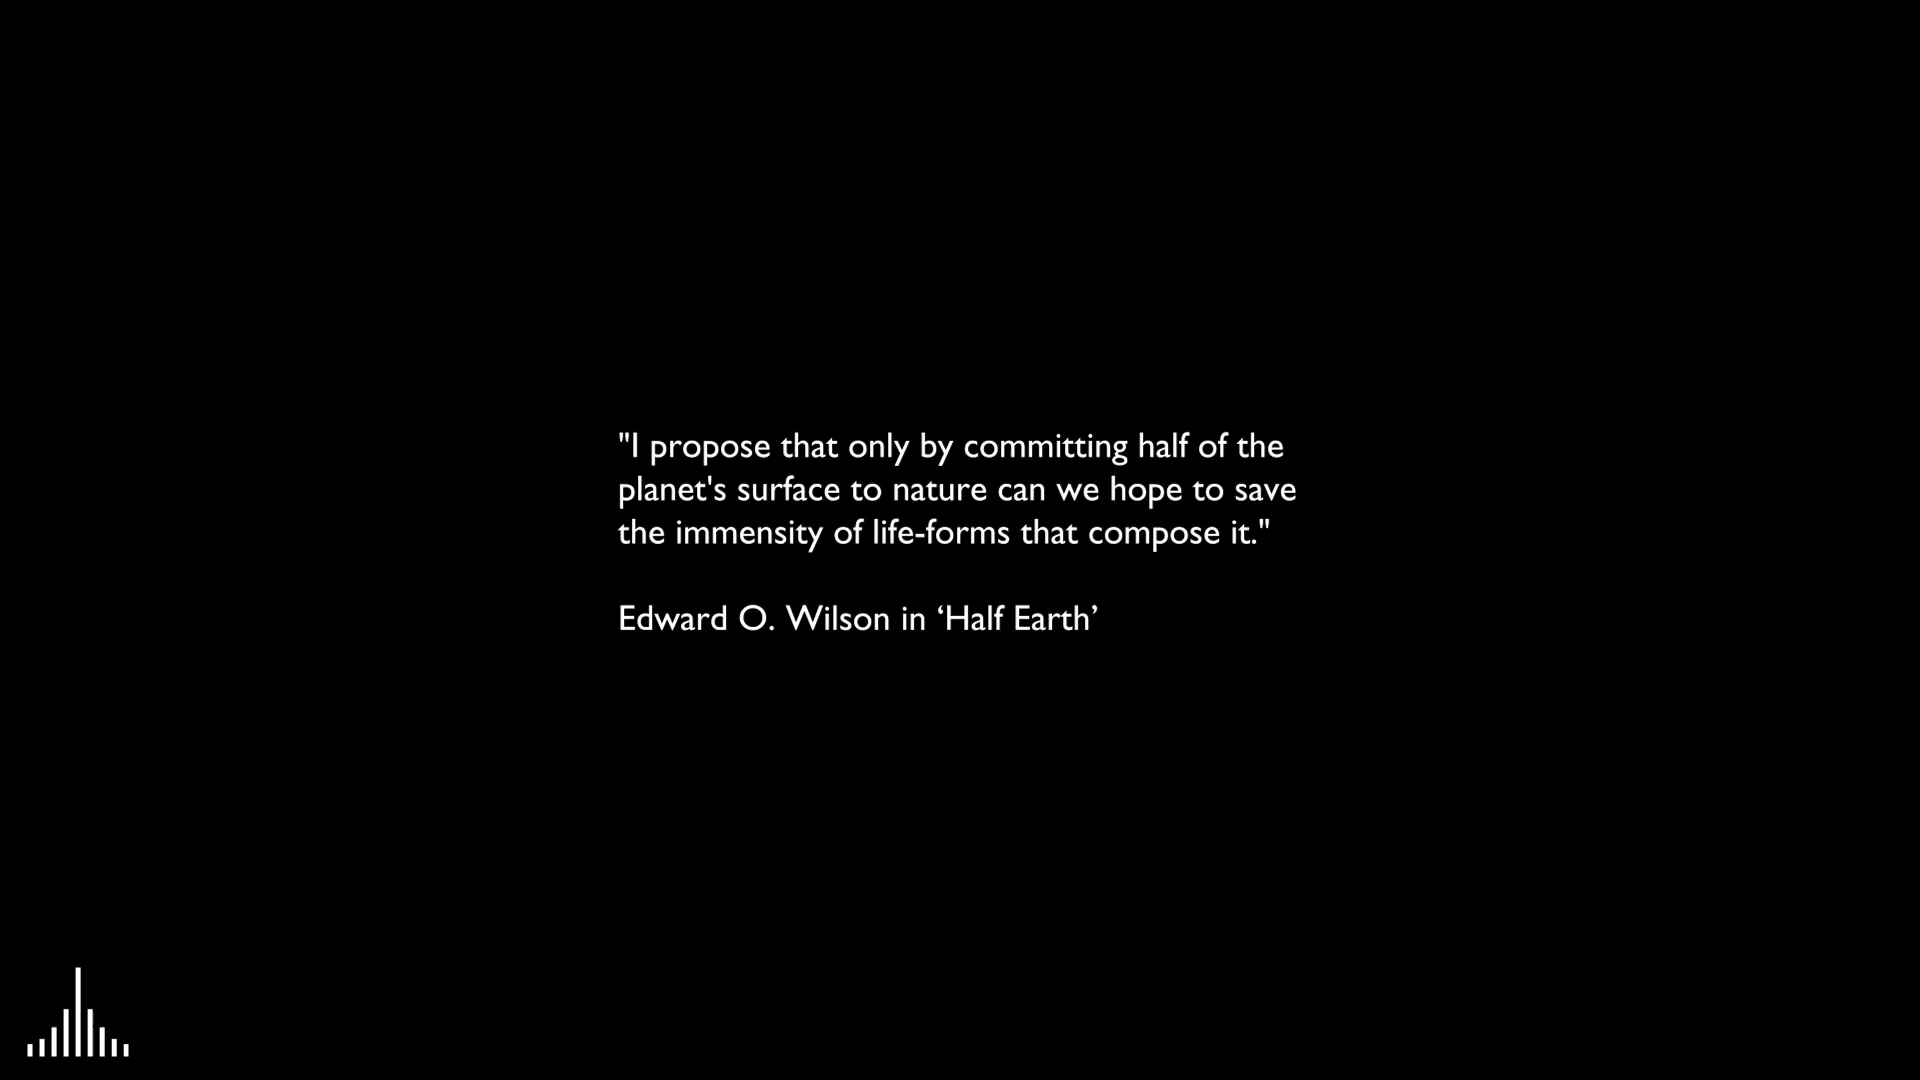 "I propose that only by committing half of the
planet's surface to nature can we hope to save
the immensity of life-forms that compose it."
Edward O. Wilson in ‘Half Earth’